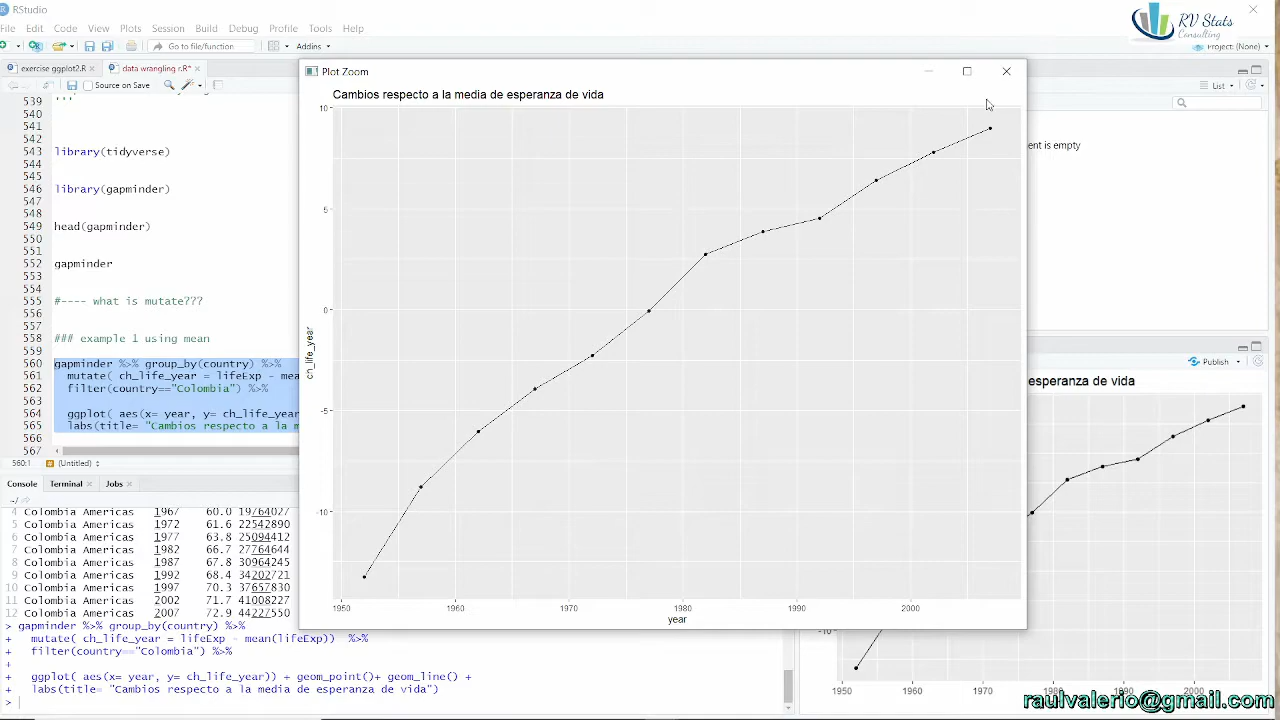 RStudio
File Edit Code View Plots Session Build Debug Profile Tools Help
Go to file/function
Addins
RV Stats
Consulting
Project: (None)
exercise ggplot2.R
data wrangling r.R*
Source on Save
List
539
540
541
542
543 library(tidyverse)
545
546 library(gapminder)
547
548
549 head(gapminder)
550
551
552 gapminder
553
555 #---- what is mutate???
556
557
558 ### example 1 using mean
559
560 gapminder %>% group_by(country) %>%
561 mutate( ch_life_year = lifeExp - mea
562 filter(country=="Colombia") %>%
563
564 ggplot( aes(x= year, y= ch_life_year
565 labs(title= "Cambios respecto a la m
566
567
560:1 (Untitled)
Plot Zoom
Cambios respecto a la media de esperanza de vida
10
5
0
-5
-10
ch_life_year
1950 1960 1970 1980 1990 2000
year
ent is empty
Publish
esperanza de vida
-10
1950 1960 1970 1980 1990 2000
Console Terminal Jobs
~/
4 Colombia Americas 1967 60.0 19764027
5 Colombia Americas 1972 61.6 22542890
6 Colombia Americas 1977 63.8 25094412
7 Colombia Americas 1982 66.7 27764644
8 Colombia Americas 1987 67.8 30964245
9 Colombia Americas 1992 68.4 34202721
10 Colombia Americas 1997 70.3 37657830
11 Colombia Americas 2002 71.7 41008227
12 Colombia Americas 2007 72.9 44227550
> gapminder %>% group_by(country) %>%
+ mutate( ch_life_year = lifeExp - mean(lifeExp)) %>%
+ filter(country=="Colombia") %>%
+
+ ggplot( aes(x= year, y= ch_life_year)) + geom_point()+ geom_line() +
+ labs(title= "Cambios respecto a la media de esperanza de vida")
>
raulvalerio@gmail.com